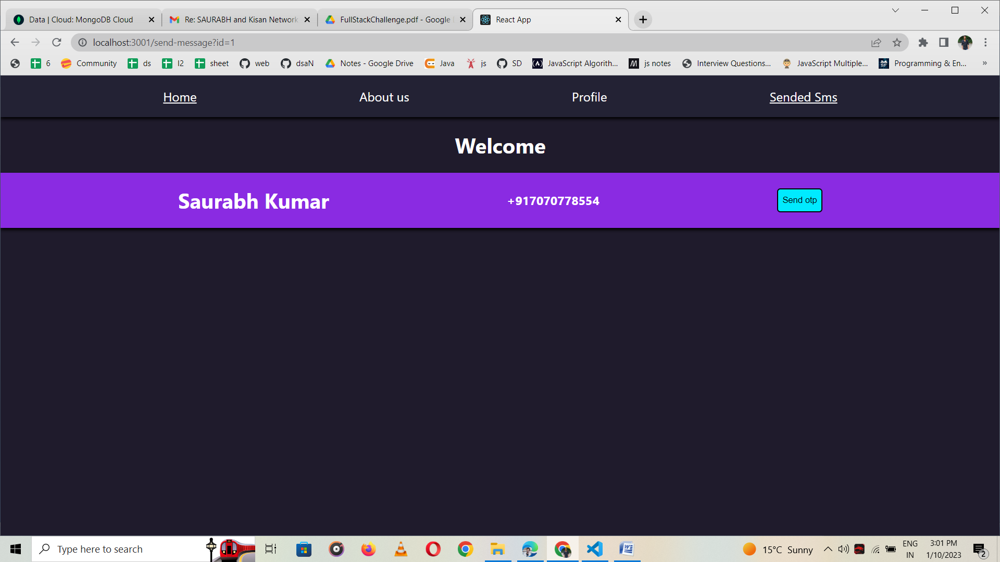 Data | Cloud: MongoDB Cloud
Re: SAURABH and Kisan Network
FullStackChallenge.pdf - Google
React App
localhost:3001/send-message?id=1
6
Community
ds
l2
sheet
web
dsaN
Notes - Google Drive
Java
js
SD
JavaScript Algorith...
js notes
Interview Questions...
JavaScript Multiple...
Programming & En...
»
Home
About us
Profile
Sended Sms
Welcome
Saurabh Kumar
+917070778554
Send otp
Type here to search
15°C Sunny
ENG
IN
3:01 PM
1/10/2023
2